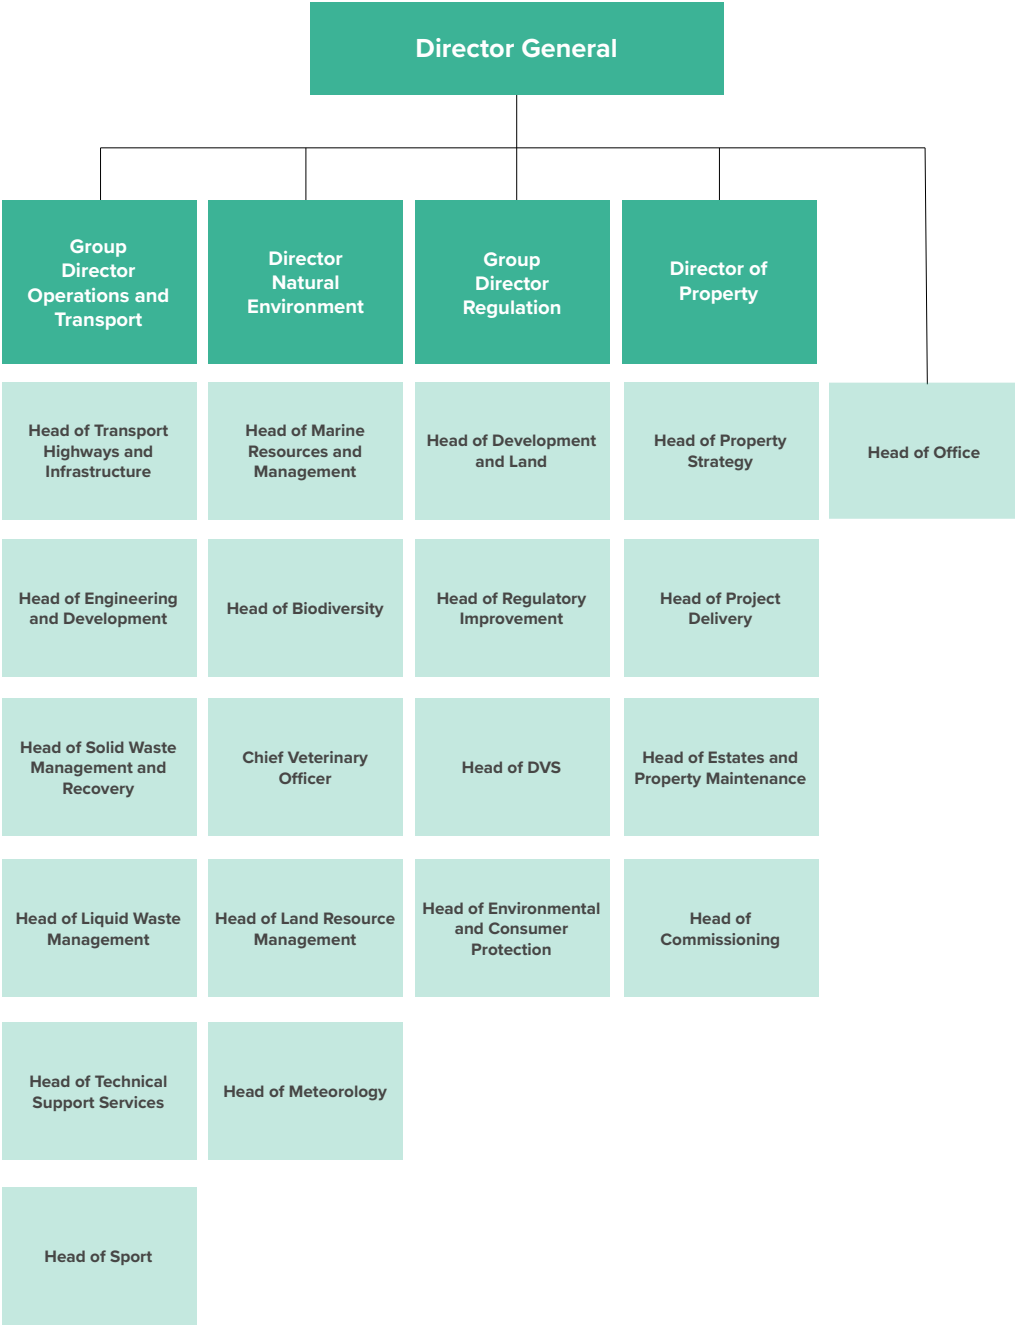 Director General
Group
Director
Operations and
Transport
Director
Natural
Environment
Group
Director
Regulation
Director of
Property
Head of Transport
Highways and
Infrastructure
Head of Marine
Resources and
Management
Head of Development
and Land
Head of Property
Strategy
Head of Office
Head of Engineering
and Development
Head of Biodiversity
Head of Regulatory
Improvement
Head of Project
Delivery
Head of Solid Waste
Management and
Recovery
Chief Veterinary
Officer
Head of DVS
Head of Estates and
Property Maintenance
Head of Liquid Waste
Management
Head of Land Resource
Management
Head of Environmental
and Consumer
Protection
Head of
Commissioning
Head of Technical
Support Services
Head of Meteorology
Head of Sport